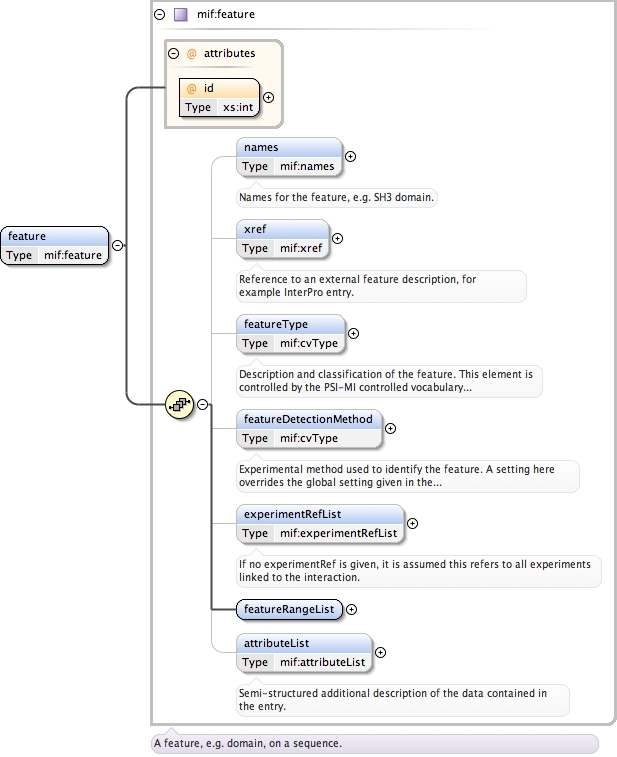 mif:feature
@ attributes
@ id
Type xs:int
names
Type mif:names
Names for the feature, e.g. SH3 domain.
feature
Type mif:feature
xref
Type mif:xref
Reference to an external feature description, for
example InterPro entry.
featureType
Type mif:cvType
Description and classification of the feature. This element is
controlled by the PSI-MI controlled vocabulary...
featureDetectionMethod
Type mif:cvType
Experimental method used to identify the feature. A setting here
overrides the global setting given in the...
experimentRefList
Type mif:experimentRefList
If no experimentRef is given, it is assumed this refers to all experiments
linked to the interaction.
featureRangeList
attributeList
Type mif:attributeList
Semi-structured additional description of the data contained in
the entry.
A feature, e.g. domain, on a sequence.